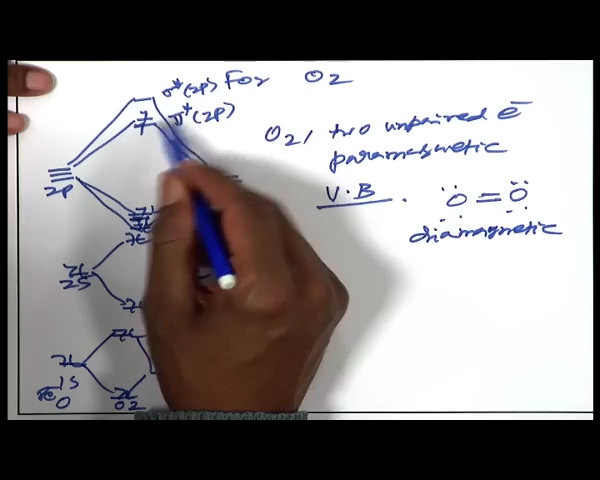 σ*(2p) For O2
π*(2p)
O2, two unpaired e̅
paramagnetic
V.B. O=O
diamagnetic
2p
2s
1s
O
O2